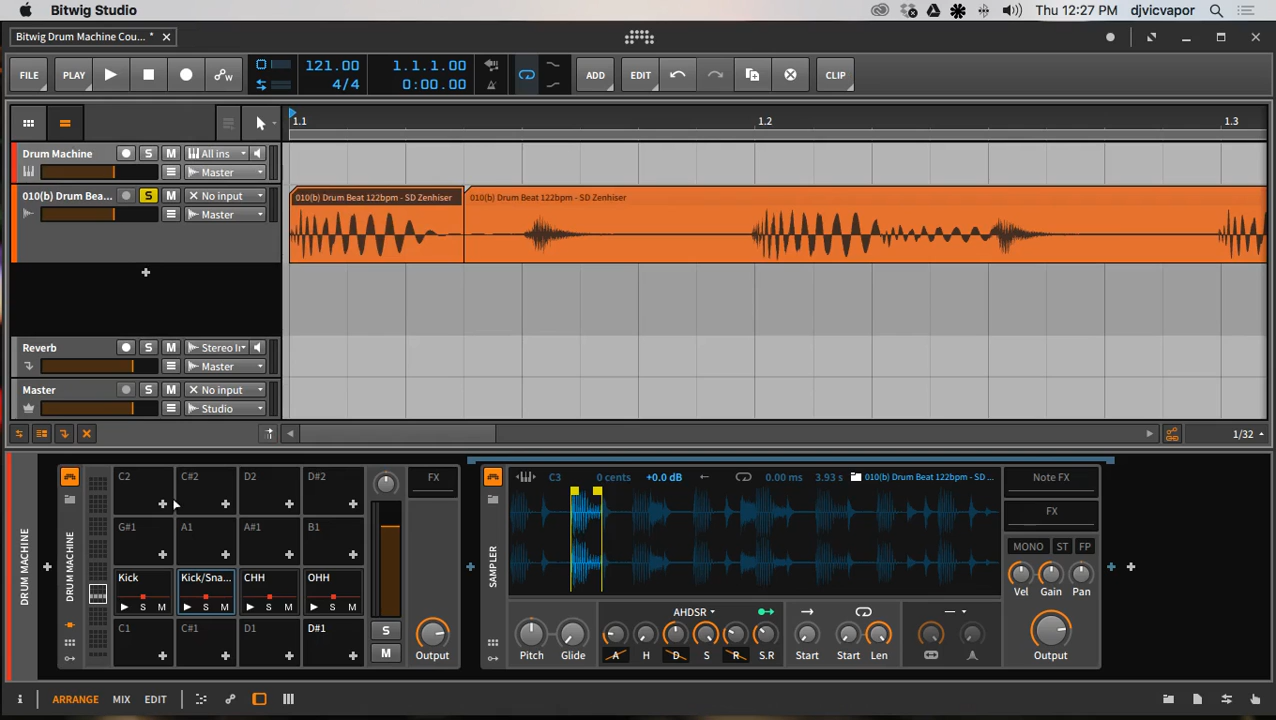 Bitwig Studio
Thu 12:27 PM djvicvapor
Bitwig Drum Machine Cou... *
FILE PLAY 121.00 4/4 1.1.1.00 0:00.00 ADD EDIT CLIP
1.1 1.2 1.3
Drum Machine S M All ins
Master
010(b) Drum Bea... S M No input
Master
010(b) Drum Beat 122bpm - SD Zenhiser 010(b) Drum Beat 122bpm - SD Zenhiser
Reverb S M Stereo In
Master
Master S M No input
Studio
1/32
DRUM MACHINE
DRUM MACHINE
C2 C#2 D2 D#2
G#1 A1 A#1 B1
Kick Kick/Sna... CHH OHH
S M S M S M S M
C1 C#1 D1 D#1
S
M
Output
FX
SAMPLER
C3 0 cents +0.0 dB 0.00 ms 3.93 s 010(b) Drum Beat 122bpm - SD ...
AHDSR
Pitch Glide A H D S R S.R Start Start Len
Note FX
FX
MONO ST FP
Vel Gain Pan
Output
ARRANGE MIX EDIT